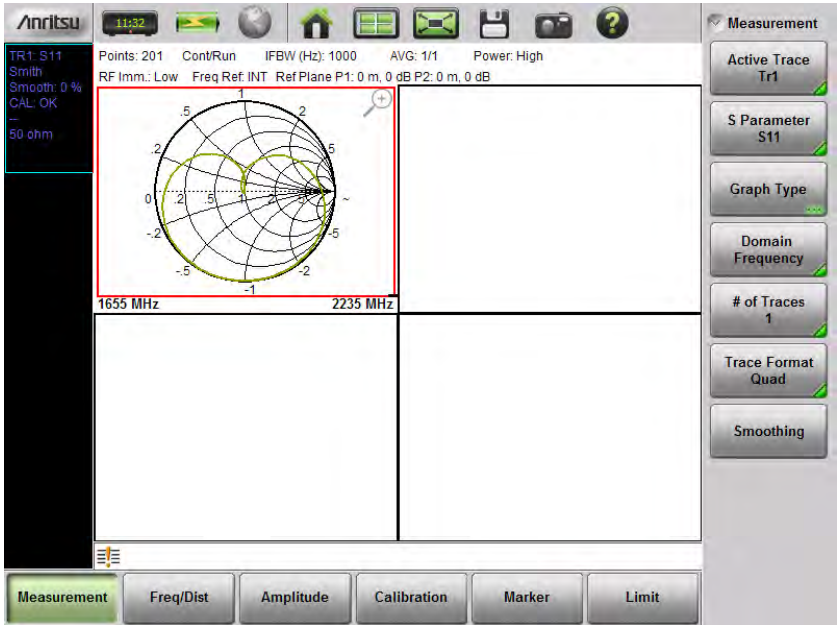 Anritsu
11:32
?
Measurement
TR1: S11
Smith
Smooth: 0 %
CAL: OK
--
50 ohm
Points: 201 Cont/Run IFBW (Hz): 1000 AVG: 1/1 Power: High
RF Imm.: Low Freq Ref: INT Ref Plane P1: 0 m, 0 dB P2: 0 m, 0 dB
1
.5
2
.2
5
0
.2
.5
1
2
5
~
-.2
-5
-.5
-2
-1
1655 MHz
2235 MHz
Active Trace
Tr1
S Parameter
S11
Graph Type
Domain
Frequency
# of Traces
1
Trace Format
Quad
Smoothing
Measurement
Freq/Dist
Amplitude
Calibration
Marker
Limit